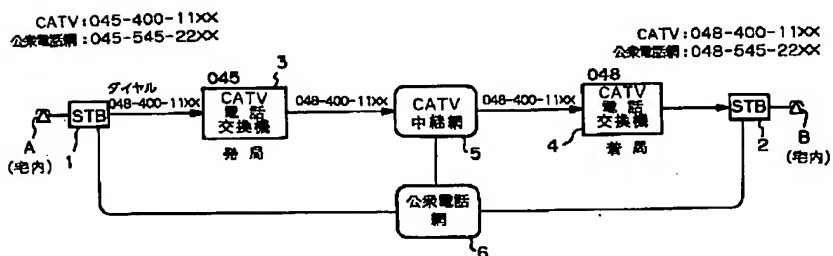 CATV:045-400-11XX
公衆電話網:045-545-22XX
CATV:048-400-11XX
公衆電話網:048-645-22XX
A
(宅内)
STB
1
ダイヤル
048-400-11XX
045
3
CATV
電話
交換機
発局
048-400-11XX
CATV
中継網
5
048-400-11XX
048
CATV
電話
交換機
4
着局
STB
2
B
(宅内)
公衆電話
網
6